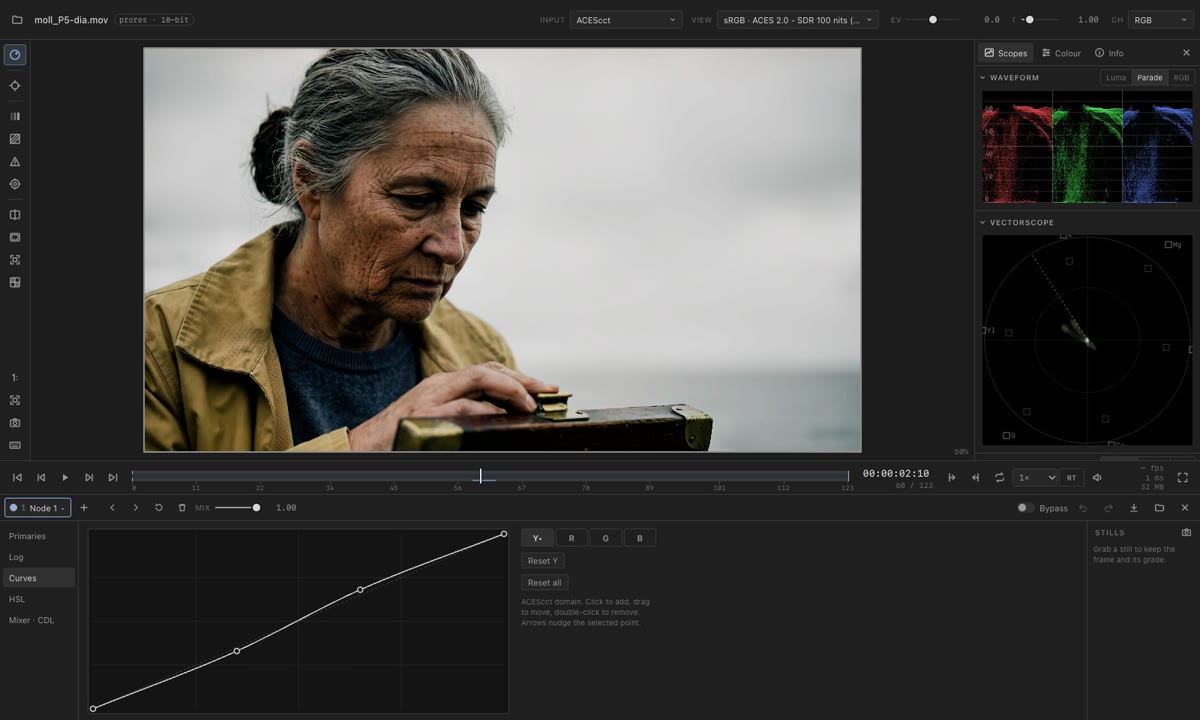 moll_P5-dia.mov prores · 10-bit INPUT ACEScct VIEW sRGB · ACES 2.0 - SDR 100 nits (... EV 0.0 Γ 1.00 CH RGB
Scopes Colour Info
WAVEFORM Luma Parade RGB
VECTORSCOPE
Mg
Yl
G
1:
50%
0 11 22 34 45 56 67 78 89 101 112 123
00:00:02:10
60 / 123
1× RT
— fps
1 ms
32 MB
1 Node 1 MIX 1.00 Bypass
Primaries
Log
Curves
HSL
Mixer · CDL
Y• R G B
Reset Y
Reset all
ACEScct domain. Click to add, drag
to move, double-click to remove.
Arrows nudge the selected point.
STILLS
Grab a still to keep the
frame and its grade.